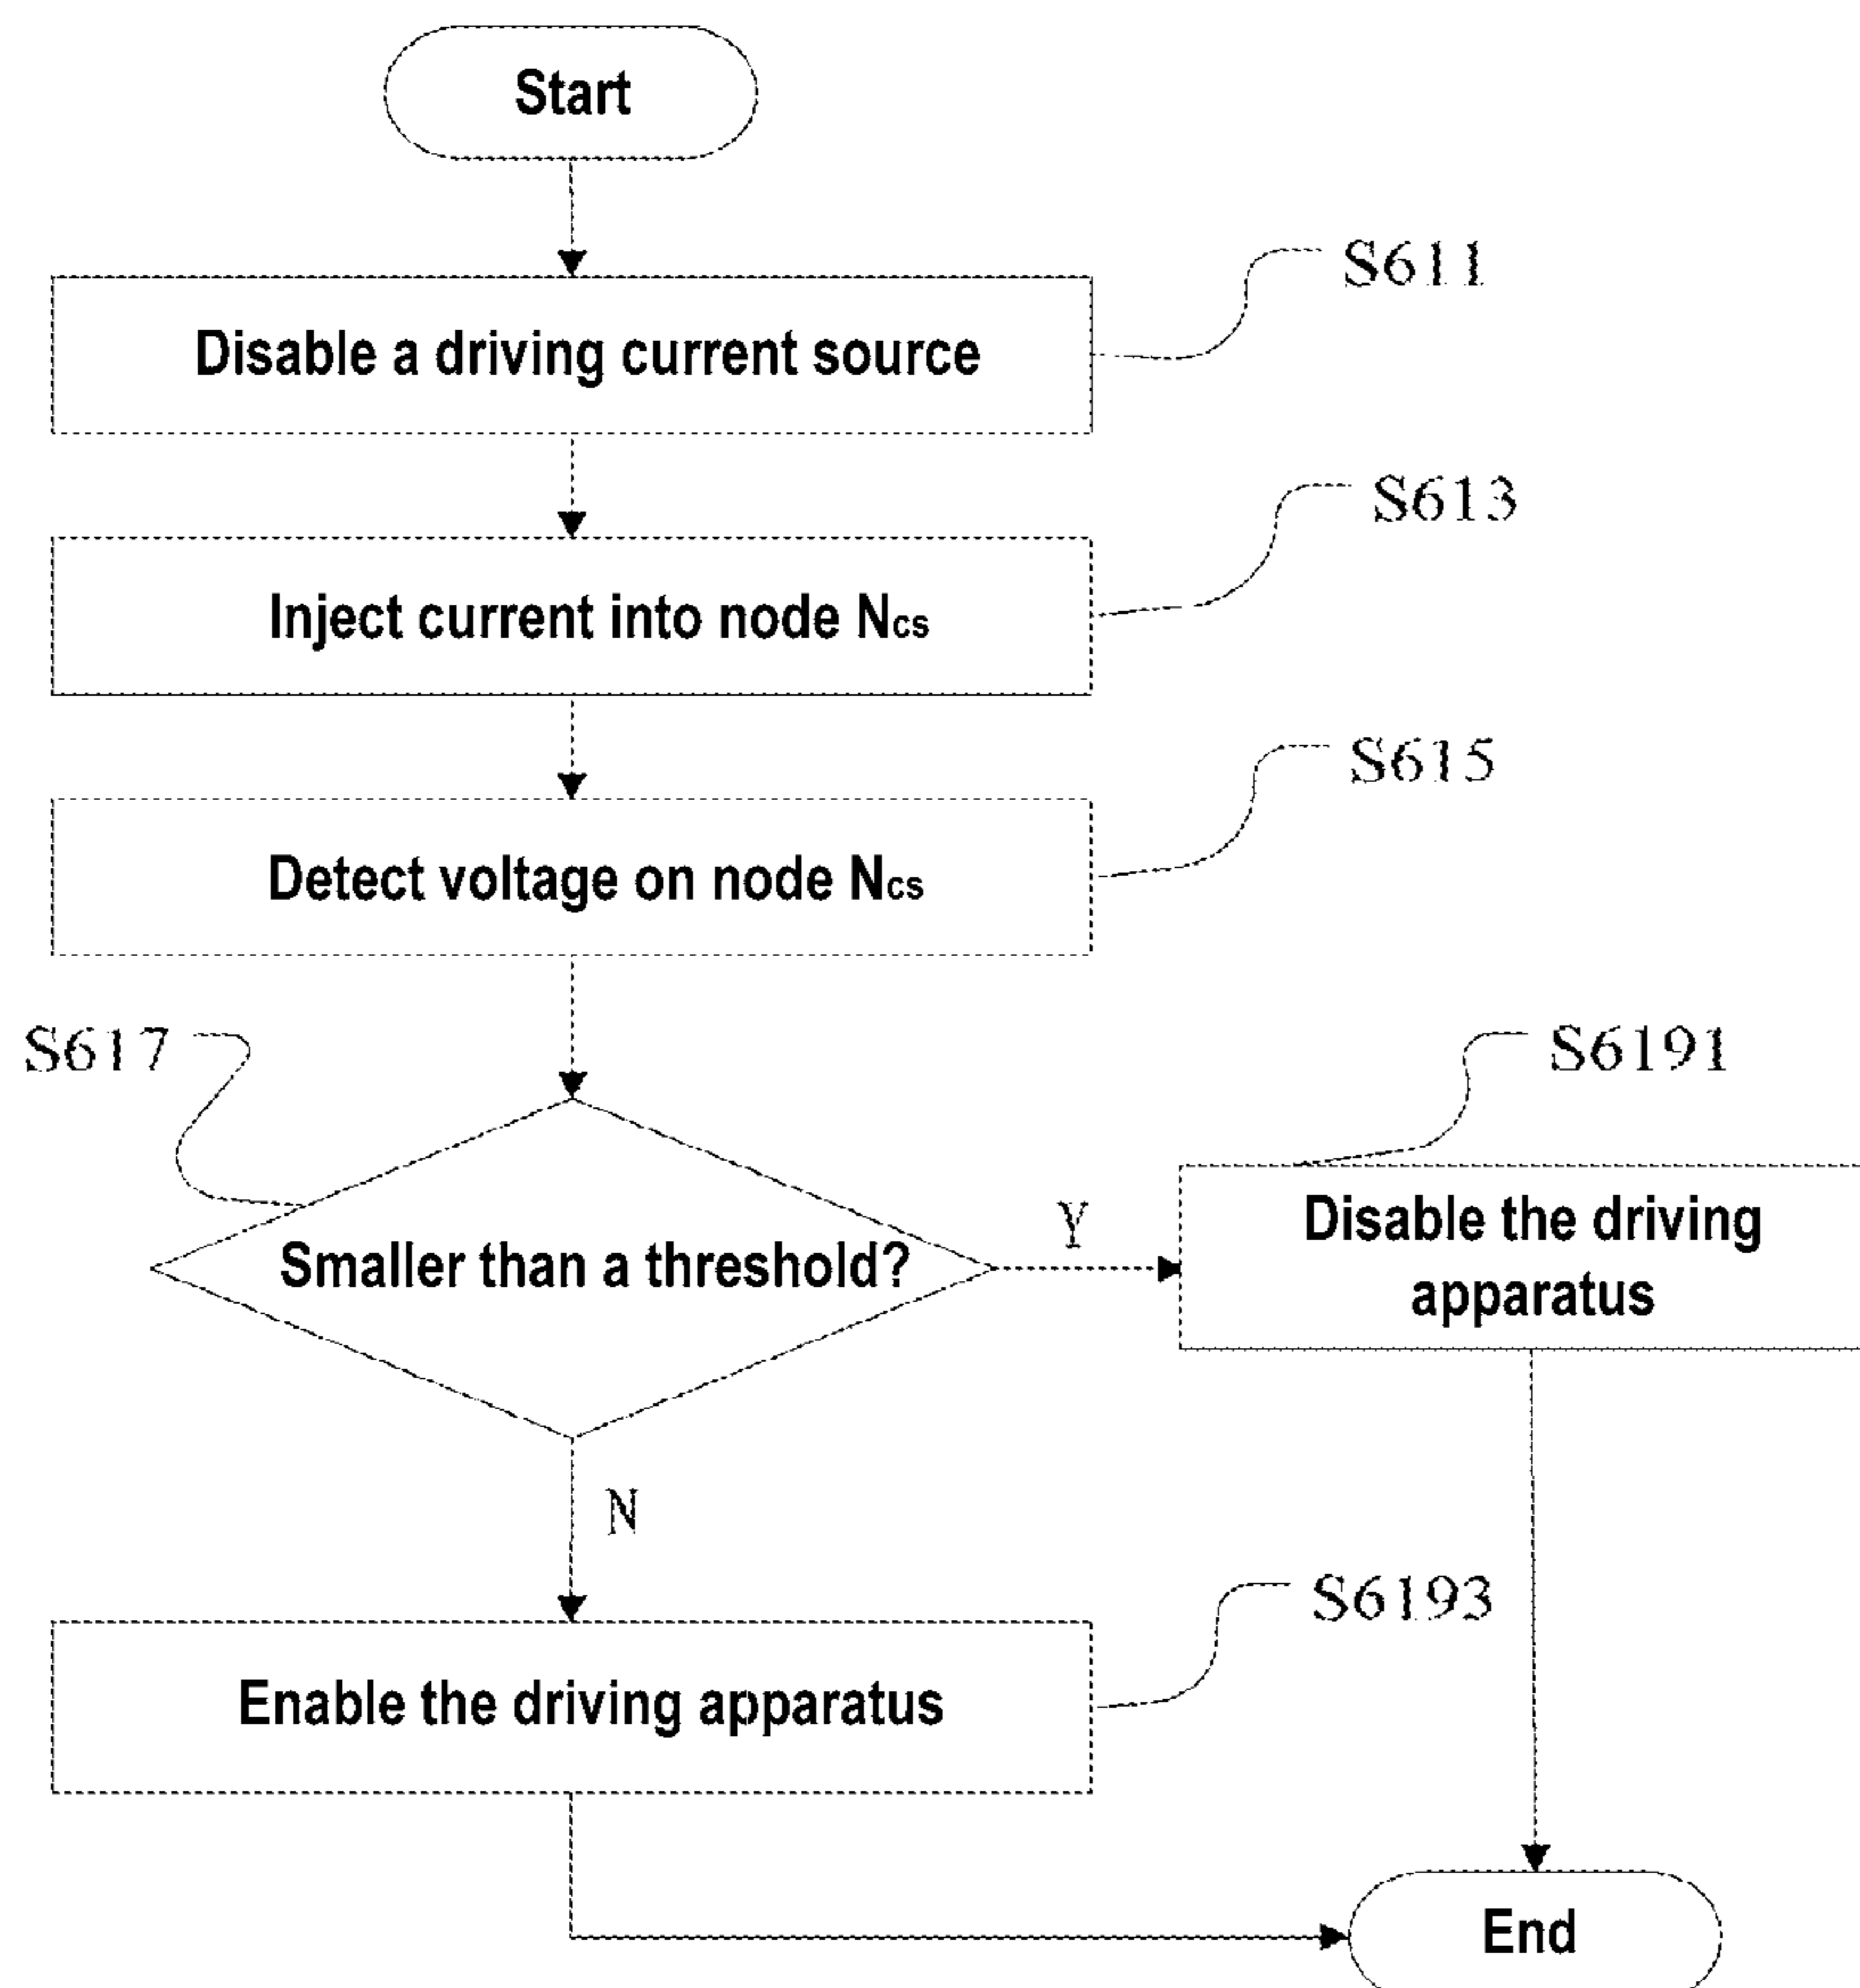 Start
S611
Disable a driving current source
S613
Inject current into node Ncs
S615
Detect voltage on node Ncs
S617
S6191
Smaller than a threshold?
Y
Disable the driving
apparatus
N
S6193
Enable the driving apparatus
End